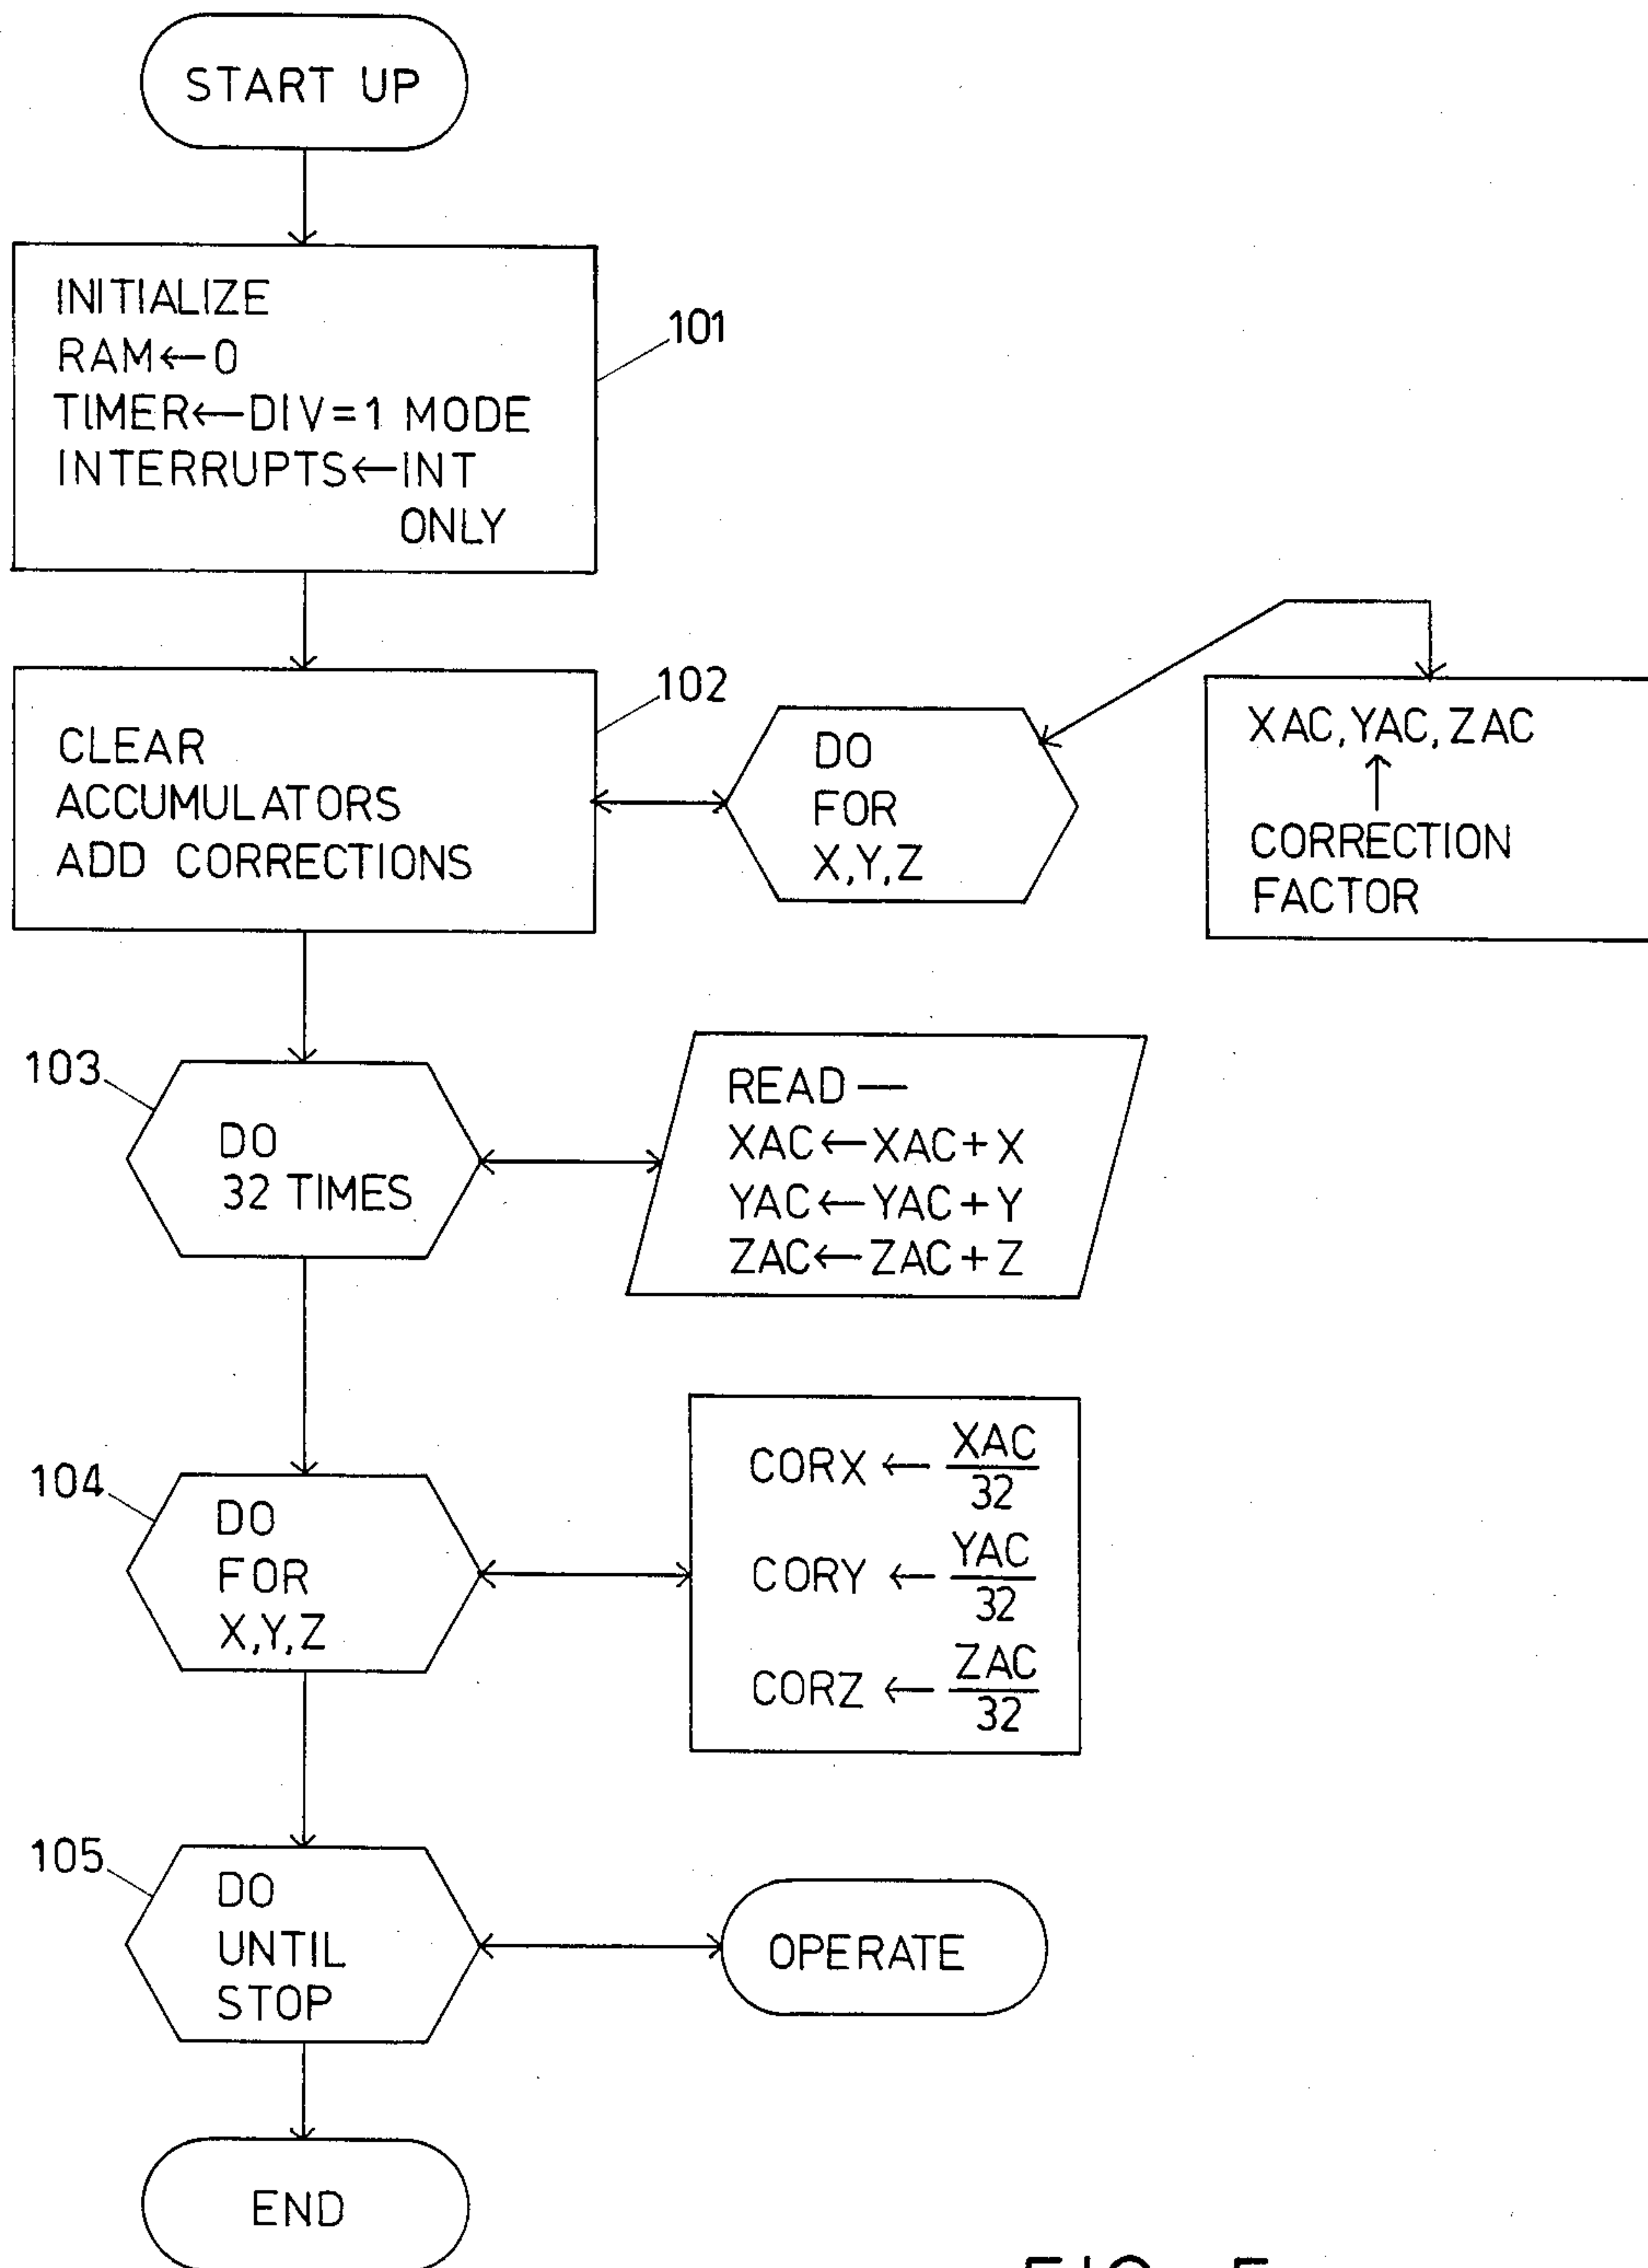 START UP
INITIALIZE
RAM←0
TIMER←DIV=1 MODE
INTERRUPTS←INT
ONLY
101
CLEAR
ACCUMULATORS
ADD CORRECTIONS
102
DO
FOR
X,Y,Z
XAC,YAC,ZAC
↑
CORRECTION
FACTOR
103
DO
32 TIMES
READ —
XAC←XAC+X
YAC←YAC+Y
ZAC←ZAC+Z
104
DO
FOR
X,Y,Z
CORX ← XAC/32
CORY ← YAC/32
CORZ ← ZAC/32
105
DO
UNTIL
STOP
OPERATE
END